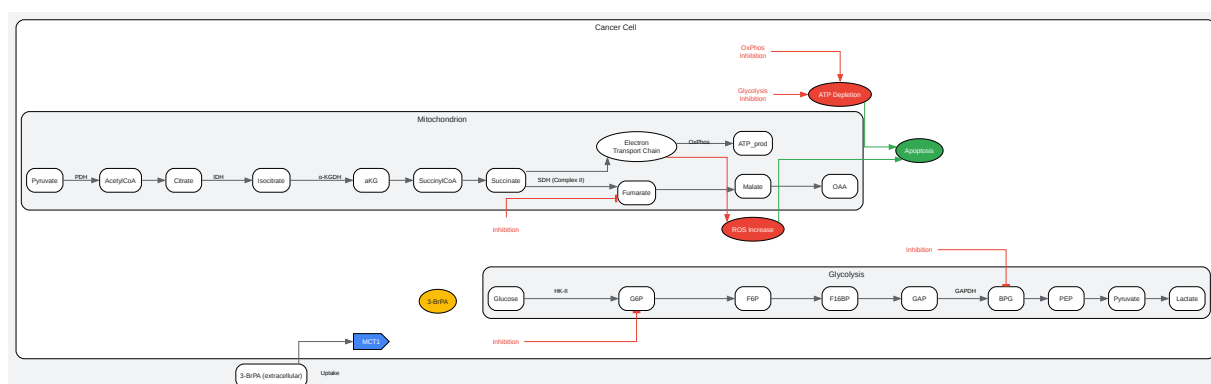 Cancer Cell
OxPhos
Inhibition
Glycolysis
Inhibition
ATP Depletion
Mitochondrion
Electron
Transport Chain
OxPhos
ATP_prod
Apoptosis
Pyruvate
PDH
AcetylCoA
Citrate
IDH
Isocitrate
α-KGDH
aKG
SuccinylCoA
Succinate
SDH (Complex II)
Fumarate
Malate
OAA
Inhibition
ROS Increase
Inhibition
Glycolysis
3-BrPA
Glucose
HK-II
G6P
F6P
F16BP
GAP
GAPDH
BPG
PEP
Pyruvate
Lactate
Inhibition
MCT1
3-BrPA (extracellular)
Uptake